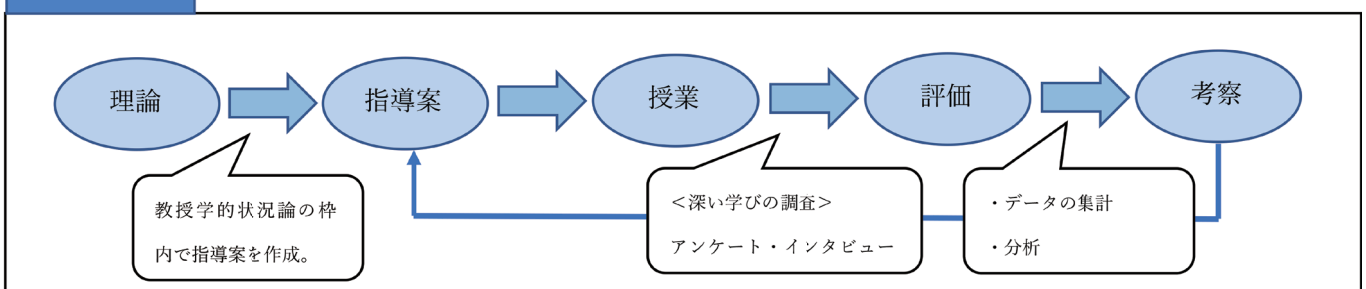 理論
指導案
授業
評価
考察
教授学的状況論の枠
内で指導案を作成。
＜深い学びの調査＞
アンケート・インタビュー
・データの集計
・分析